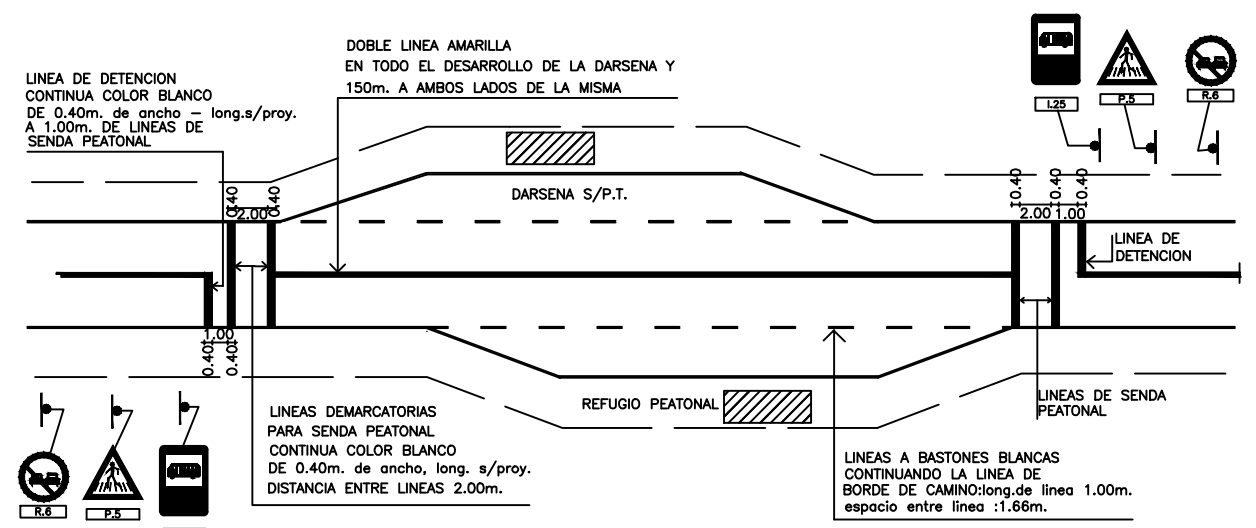 DOBLE LINEA AMARILLA
EN TODO EL DESARROLLO DE LA DARSENA Y
150m. A AMBOS LADOS DE LA MISMA
LINEA DE DETENCION
CONTINUA COLOR BLANCO
DE 0.40m. de ancho – long.s/proy.
A 1.00m. DE LINEAS DE
SENDA PEATONAL
I.25
P.5
R.6
DARSENA S/P.T.
0.40
2.00
0.40
0.40
2.00
0.40
1.00
0.40
LINEA DE
DETENCION
1.00
0.40
0.40
REFUGIO PEATONAL
LINEAS DE SENDA
PEATONAL
LINEAS DEMARCATORIAS
PARA SENDA PEATONAL
CONTINUA COLOR BLANCO
DE 0.40m. de ancho, long. s/proy.
DISTANCIA ENTRE LINEAS 2.00m.
LINEAS A BASTONES BLANCAS
CONTINUANDO LA LINEA DE
BORDE DE CAMINO:long.de linea 1.00m.
espacio entre linea :1.66m.
R.6
P.5